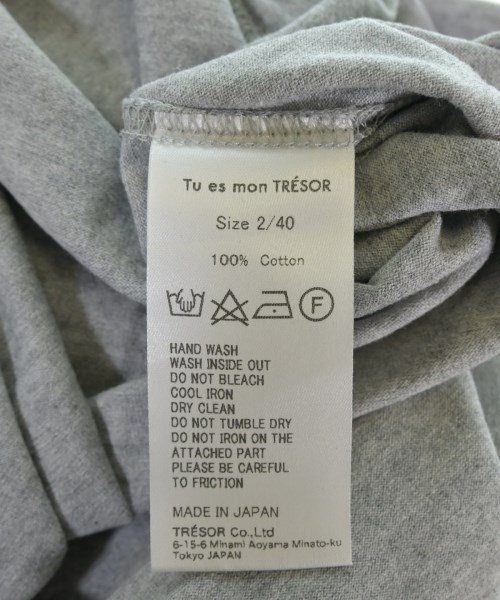 Tu es mon TRÉSOR
Size 2/40
100% Cotton
F
HAND WASH
WASH INSIDE OUT
DO NOT BLEACH
COOL IRON
DRY CLEAN
DO NOT TUMBLE DRY
DO NOT IRON ON THE
ATTACHED PART
PLEASE BE CAREFUL
TO FRICTION
MADE IN JAPAN
TRÉSOR Co.,Ltd
6-15-6 Minami Aoyama Minato-ku
Tokyo JAPAN